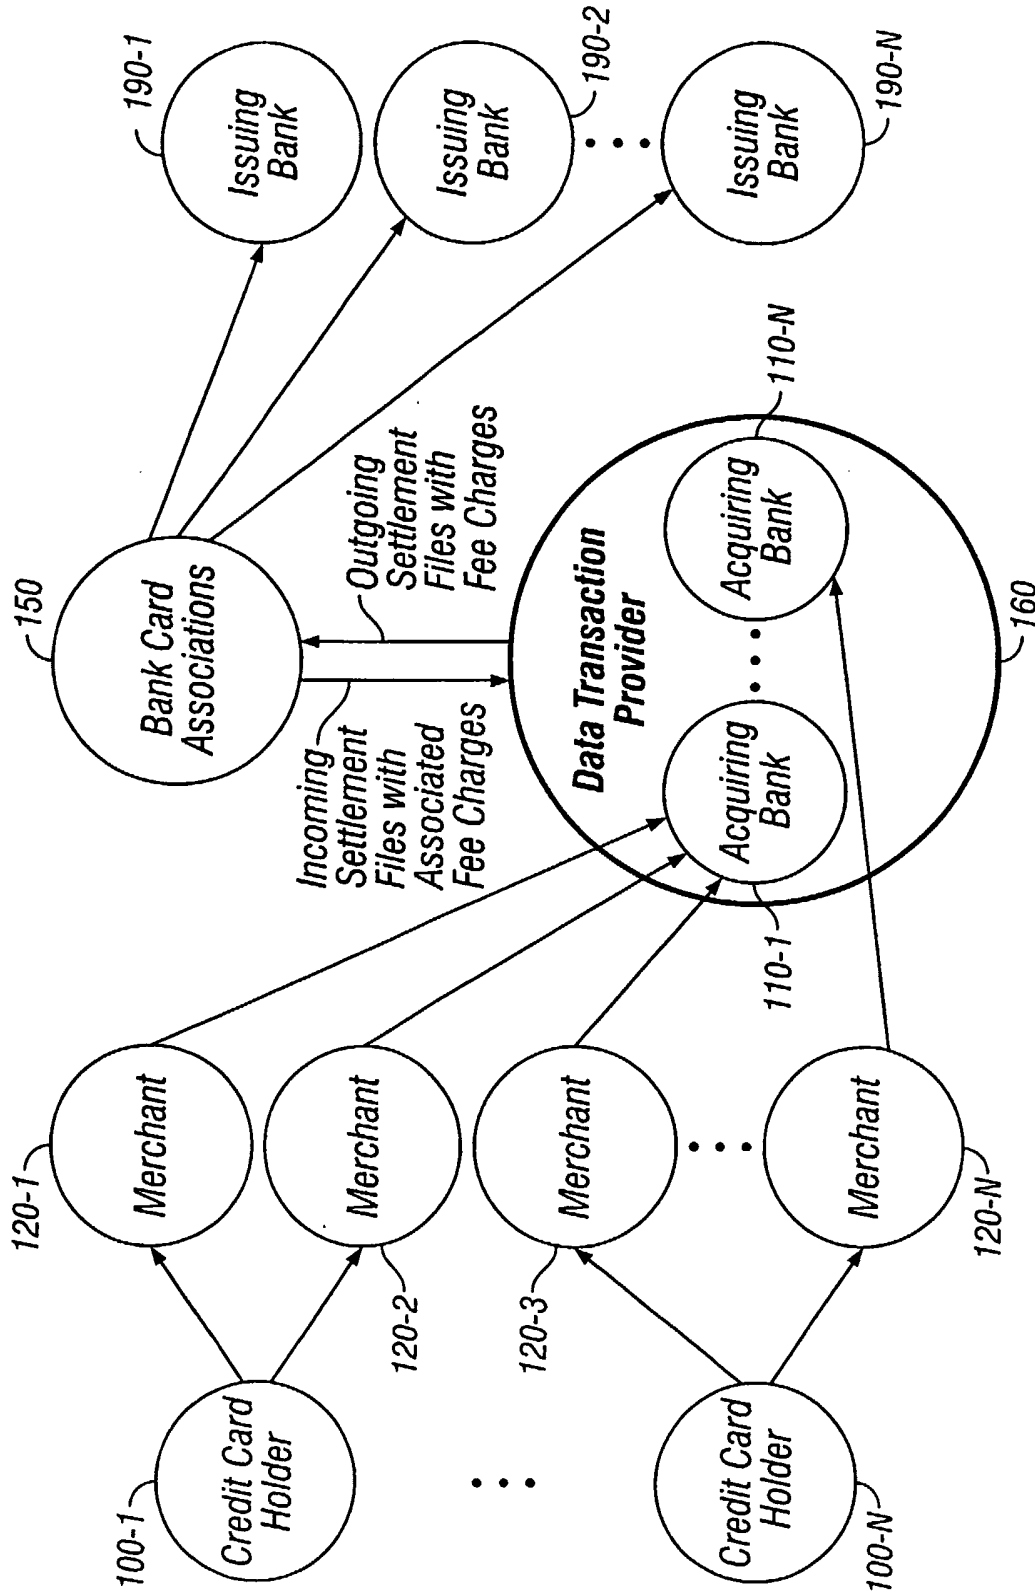 100-1
Credit Card
Holder
Credit Card
Holder
100-N
120-1
Merchant
Merchant
120-2
120-3
Merchant
Merchant
120-N
150
Bank Card
Associations
Incoming
Settlement
Files with
Associated
Fee Charges
Outgoing
Settlement
Files with
Fee Charges
Data Transaction
Provider
Acquiring
Bank
110-1
Acquiring
Bank
110-N
160
190-1
Issuing
Bank
Issuing
Bank
190-2
Issuing
Bank
190-N